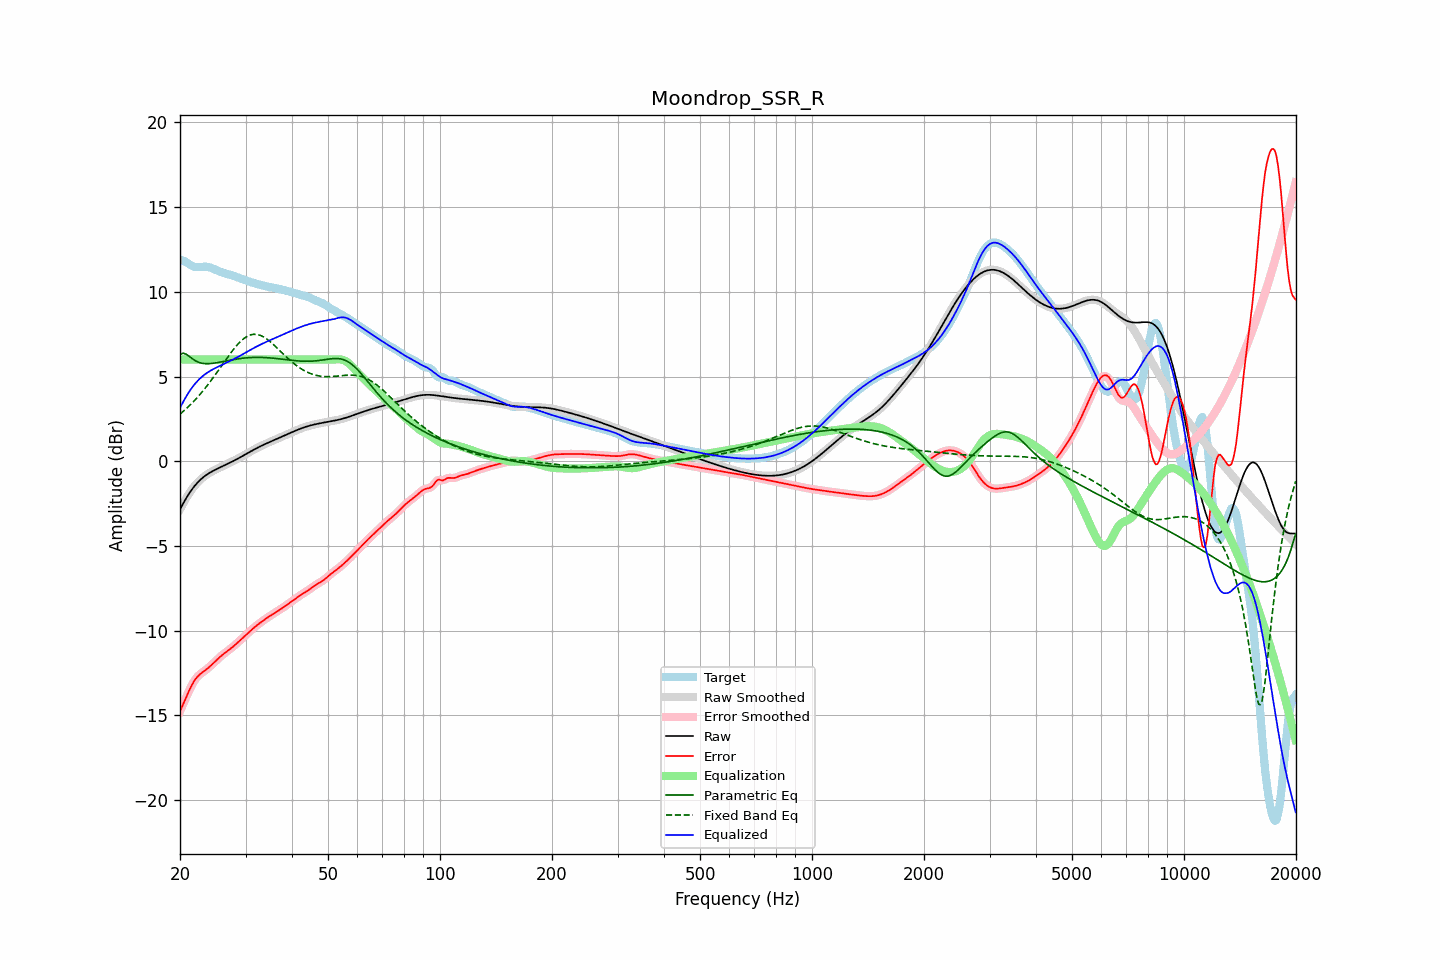 Moondrop_SSR_R
Amplitude (dBr)
20
15
10
5
0
−5
−10
−15
−20
Target
Raw Smoothed
Error Smoothed
Raw
Error
Equalization
Parametric Eq
Fixed Band Eq
Equalized
20 50 100 200 500 1000 2000 5000 10000 20000
Frequency (Hz)